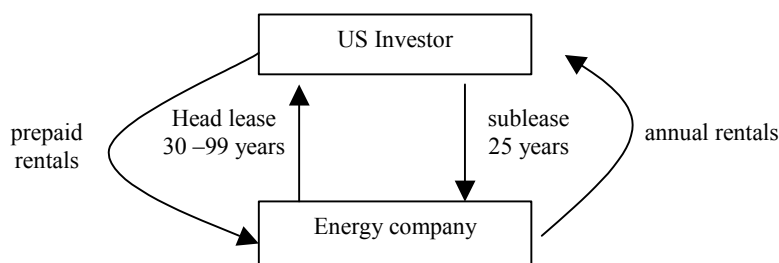 US Investor
prepaid
rentals
Head lease
30 –99 years
sublease
25 years
annual rentals
Energy company